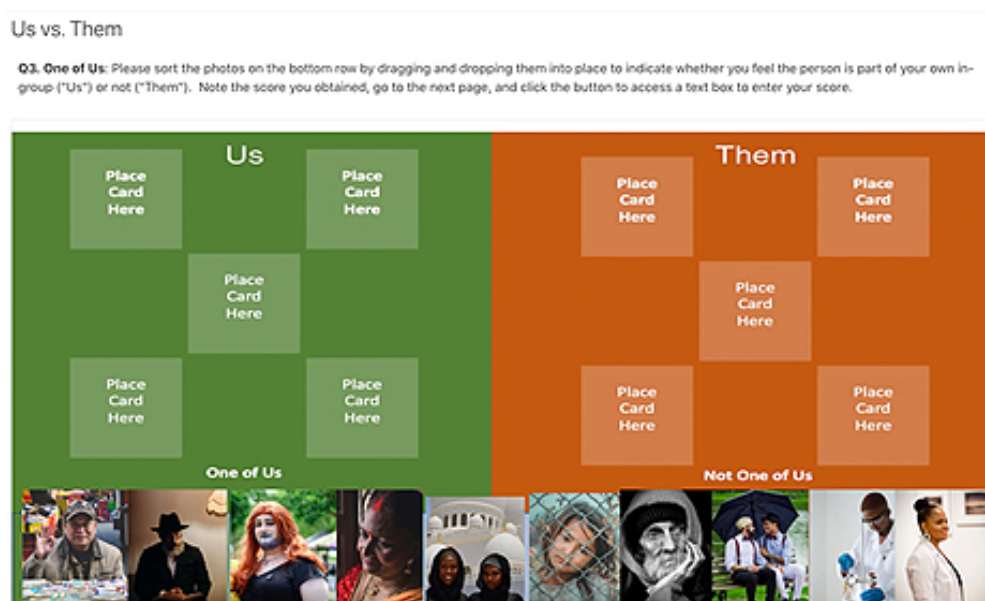 Us vs. Them
Q3. One of Us: Please sort the photos on the bottom row by dragging and dropping them into place to indicate whether you feel the person is part of your own in-
group ("Us") or not ("Them"). Note the score you obtained, go to the next page, and click the button to access a text box to enter your score.
Us
Place
Card
Here
Place
Card
Here
Place
Card
Here
Place
Card
Here
Place
Card
Here
One of Us
Them
Place
Card
Here
Place
Card
Here
Place
Card
Here
Place
Card
Here
Place
Card
Here
Not One of Us